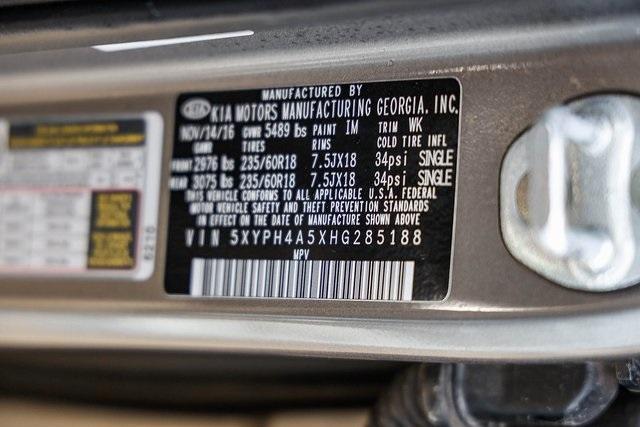 MANUFACTURED BY
KIA KIA MOTORS MANUFACTURING GEORGIA, INC.
NOV/14/16 GVWR 5489 lbs PAINT IM TRIM WK
GAWR TIRES RIMS COLD TIRE INFL
FRONT 2976 lbs 235/60R18 7.5JX18 34psi SINGLE
REAR 3075 lbs 235/60R18 7.5JX18 34psi SINGLE
THIS VEHICLE CONFORMS TO ALL APPLICABLE U.S.A. FEDERAL
MOTOR VEHICLE SAFETY AND THEFT PREVENTION STANDARDS
IN EFFECT ON THE DATE OF MANUFACTURE SHOWN ABOVE
VIN 5XYPH4A5XHG285188
MPV